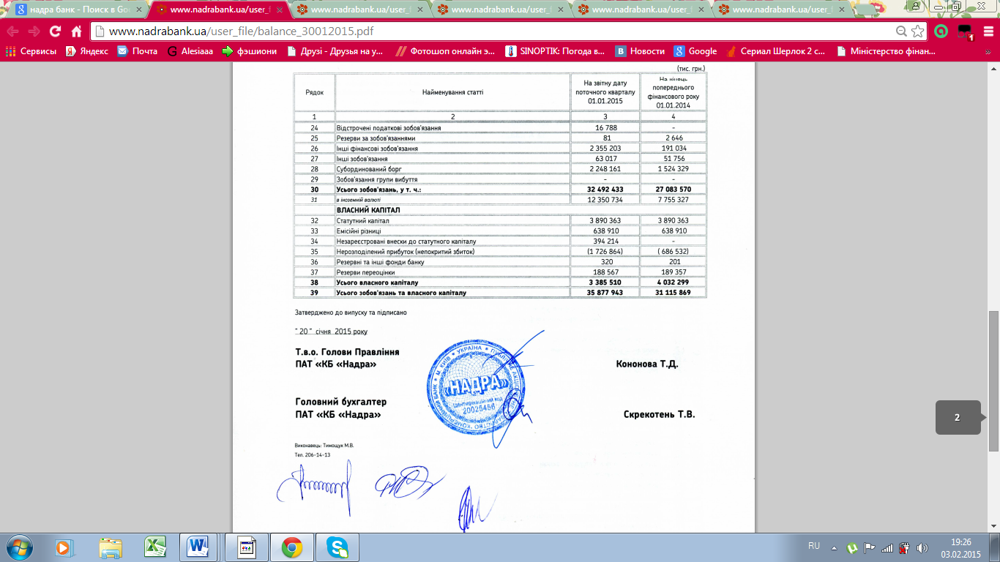 надра банк - Поиск в Goo
www.nadrabank.ua/user_f
www.nadrabank.ua/user_f
www.nadrabank.ua/user_f
www.nadrabank.ua/user_f
www.nadrabank.ua/user_f
www.nadrabank.ua/user_file/balance_30012015.pdf
1
Сервисы Яндекс Почта Alesiaaa фэшиони Друзі - Друзья на у... Фотошоп онлайн э... SINOPTIK: Погода в... Новости Google Сериал Шерлок 2 с... Міністерство фінан... »
(тис. грн.)
Рядок Найменування статті На звітну дату поточного кварталу 01.01.2015 На кінець попереднього фінансового року 01.01.2014
1 2 3 4
24 Відстрочені податкові зобов'язання 16 788 -
25 Резерви за зобов'язаннями 81 2 646
26 Інші фінансові зобов'язання 2 355 203 191 034
27 Інші зобов'язання 63 017 51 756
28 Субординований борг 2 248 161 1 524 329
29 Зобов'язання групи вибуття - -
30 Усього зобов'язань, у т. ч.: 32 492 433 27 083 570
31 в іноземній валюті 12 350 734 7 755 327
ВЛАСНИЙ КАПІТАЛ
32 Статутний капітал 3 890 363 3 890 363
33 Емісійні різниці 638 910 638 910
34 Незареєстровані внески до статутного капіталу 394 214 -
35 Нерозподілений прибуток (непокритий збиток) (1 726 864) ( 686 532)
36 Резервні та інші фонди банку 320 201
37 Резерви переоцінки 188 567 189 357
38 Усього власного капіталу 3 385 510 4 032 299
39 Усього зобов'язань та власного капіталу 35 877 943 31 115 869
Затверджено до випуску та підписано
" 20 " січня 2015 року
Т.в.о. Голови Правління
ПАТ «КБ «Надра» Кононова Т.Д.
М. КИЇВ * УКРАЇНА * ПУБЛІЧНЕ
КОМЕРЦІЙНИЙ БАНК
«НАДРА»
Ідентифікаційний код
20025456
Головний бухгалтер
ПАТ «КБ «Надра» Скрекотень Т.В.
Виконавець: Тимощук М.В.
Тел. 206-14-13
2
RU 19:26
03.02.2015